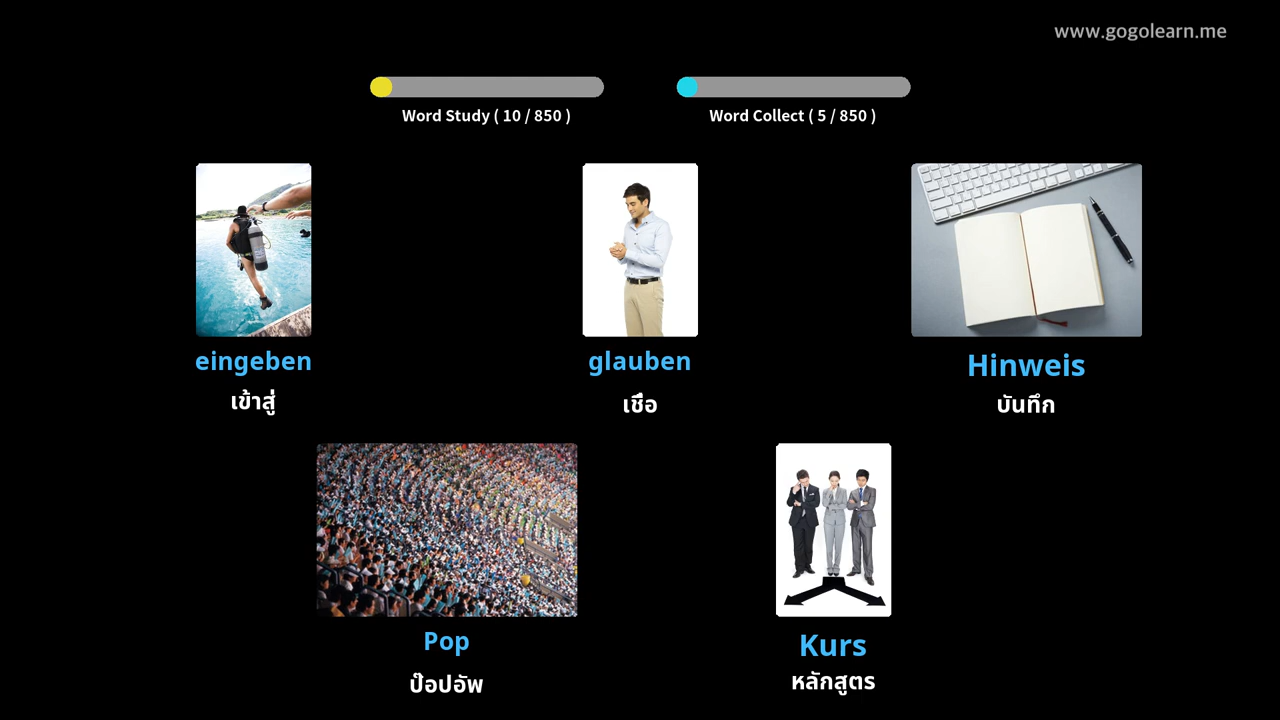 www.gogolearn.me
Word Study ( 10 / 850 )
Word Collect ( 5 / 850 )
eingeben
เข้าสู่
glauben
เชื่อ
Hinweis
บันทึก
Pop
ป๊อปอัพ
Kurs
หลักสูตร